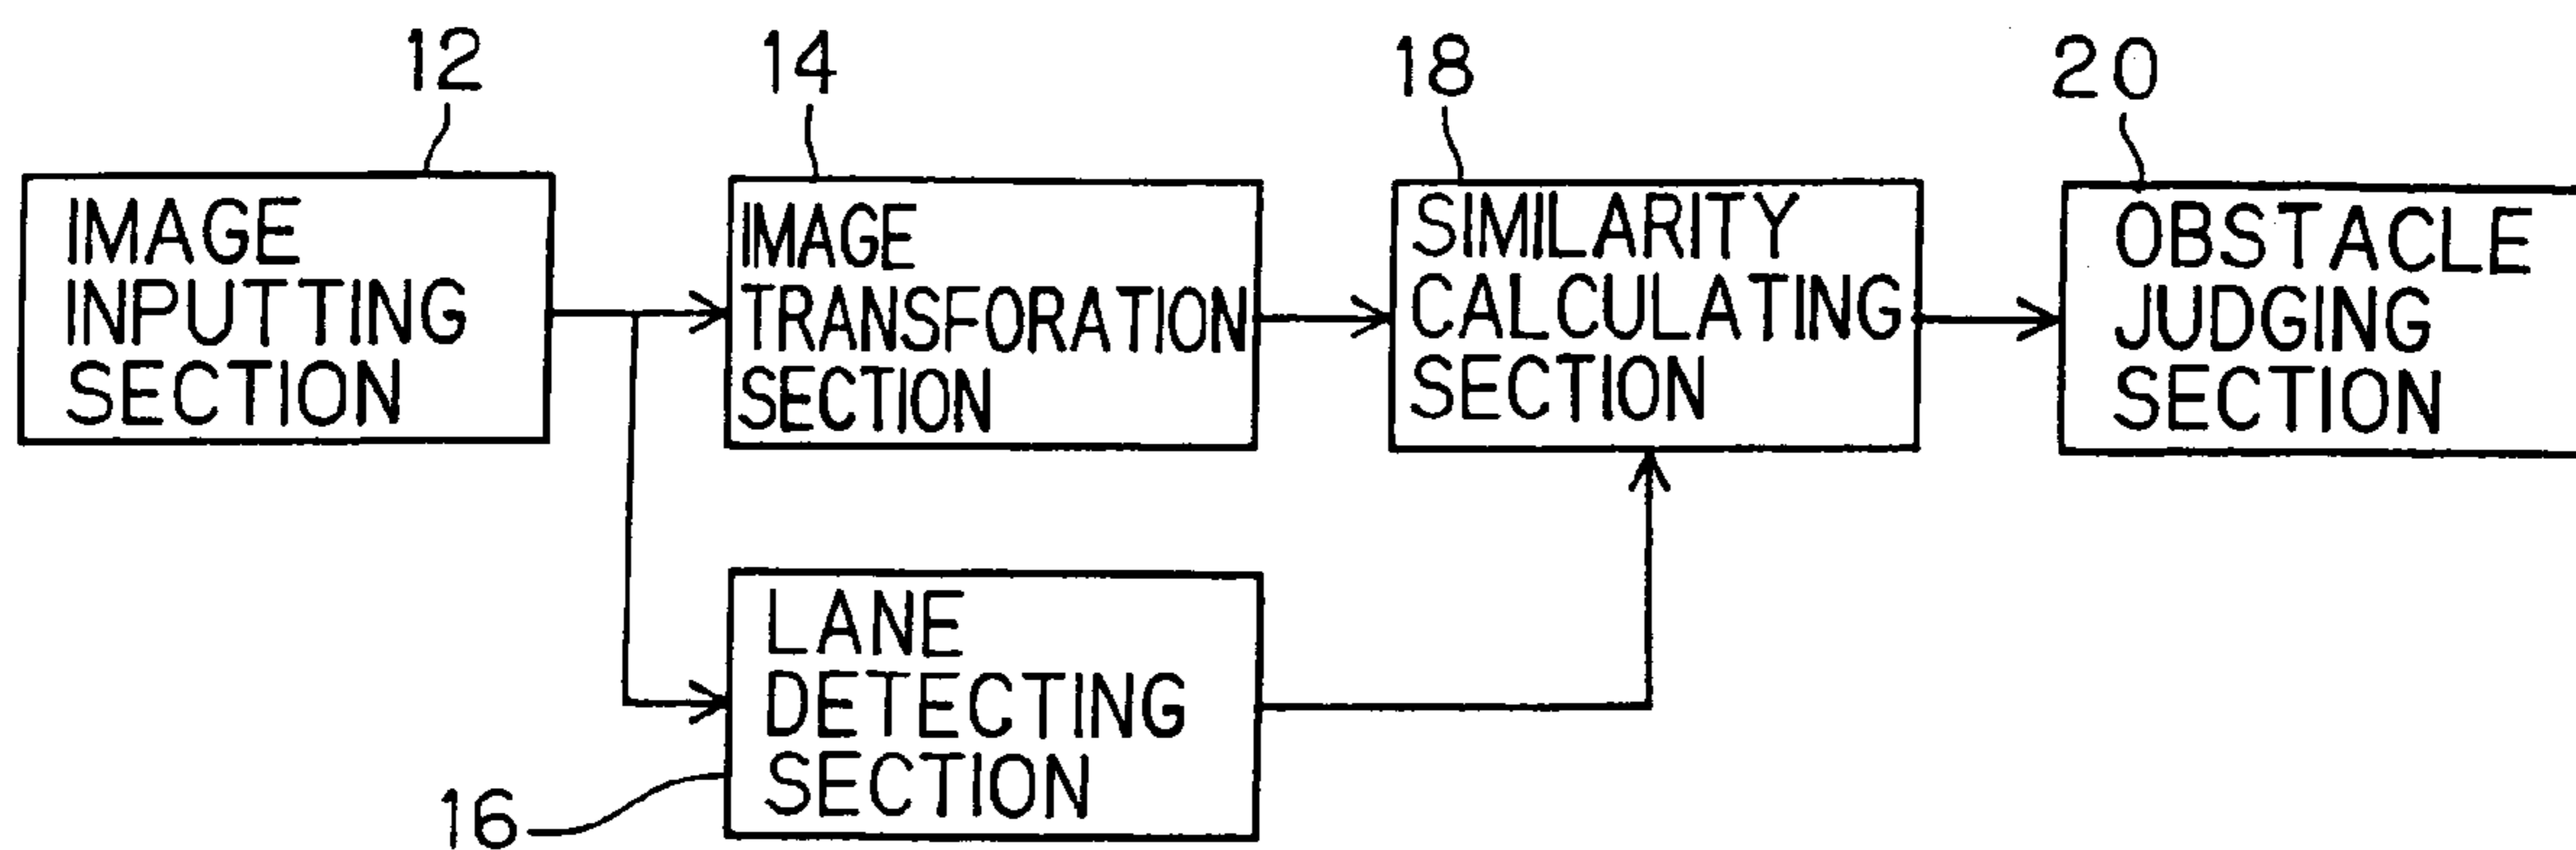 12
14
18
20
IMAGE
INPUTTING
SECTION
IMAGE
TRANSFORATION
SECTION
SIMILARITY
CALCULATING
SECTION
OBSTACLE
JUDGING
SECTION
LANE
DETECTING
SECTION
16